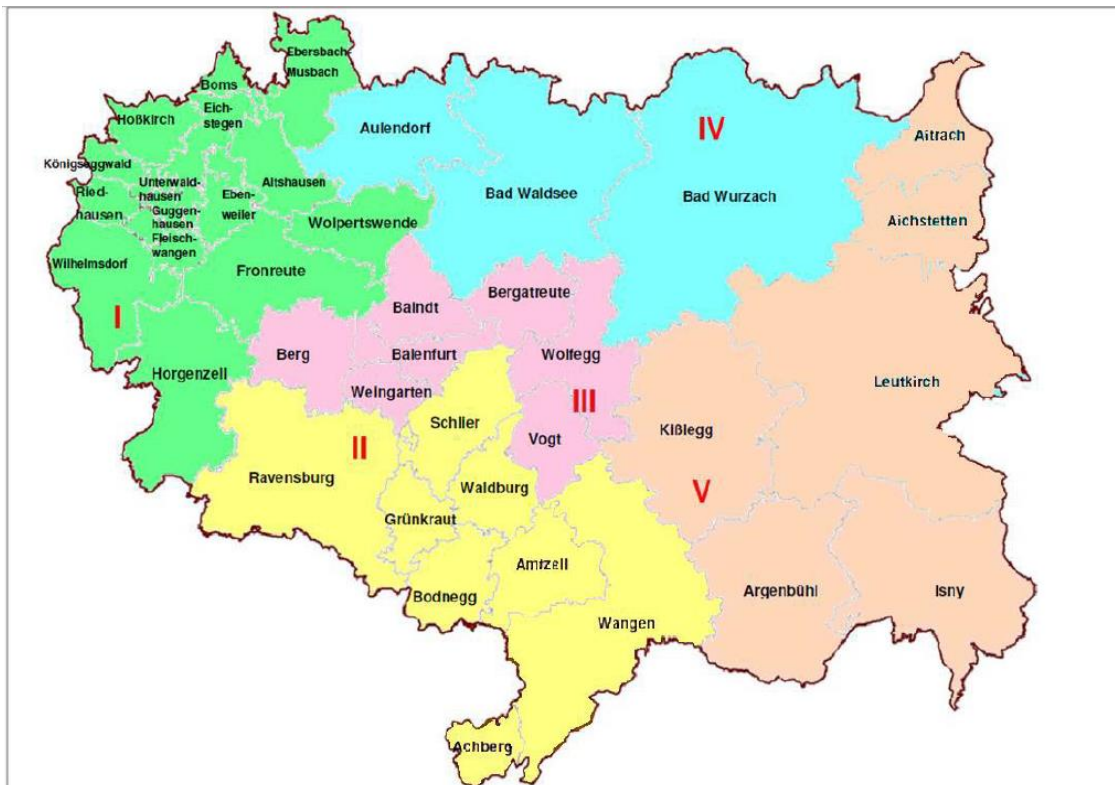 Ebersbach-
Musbach
Boms
Eich-
stegen
Hoßkirch
Aulendorf
IV
Aitrach
Königseggwald
Unterwald-
hausen
Altshausen
Bad Waldsee
Bad Wurzach
Ried-
hausen
Eben-
weiler
Guggen-
hausen
Wolpertswende
Aichstetten
Fleisch-
wangen
Wilhelmsdorf
Fronreute
Bergatreute
Baindt
I
Berg
Baienfurt
Wolfegg
Horgenzell
Leutkirch
Weingarten
III
Schlier
Kißlegg
II
Vogt
Ravensburg
Waldburg
V
Grünkraut
Amtzell
Argenbühl
Isny
Bodnegg
Wangen
Achberg